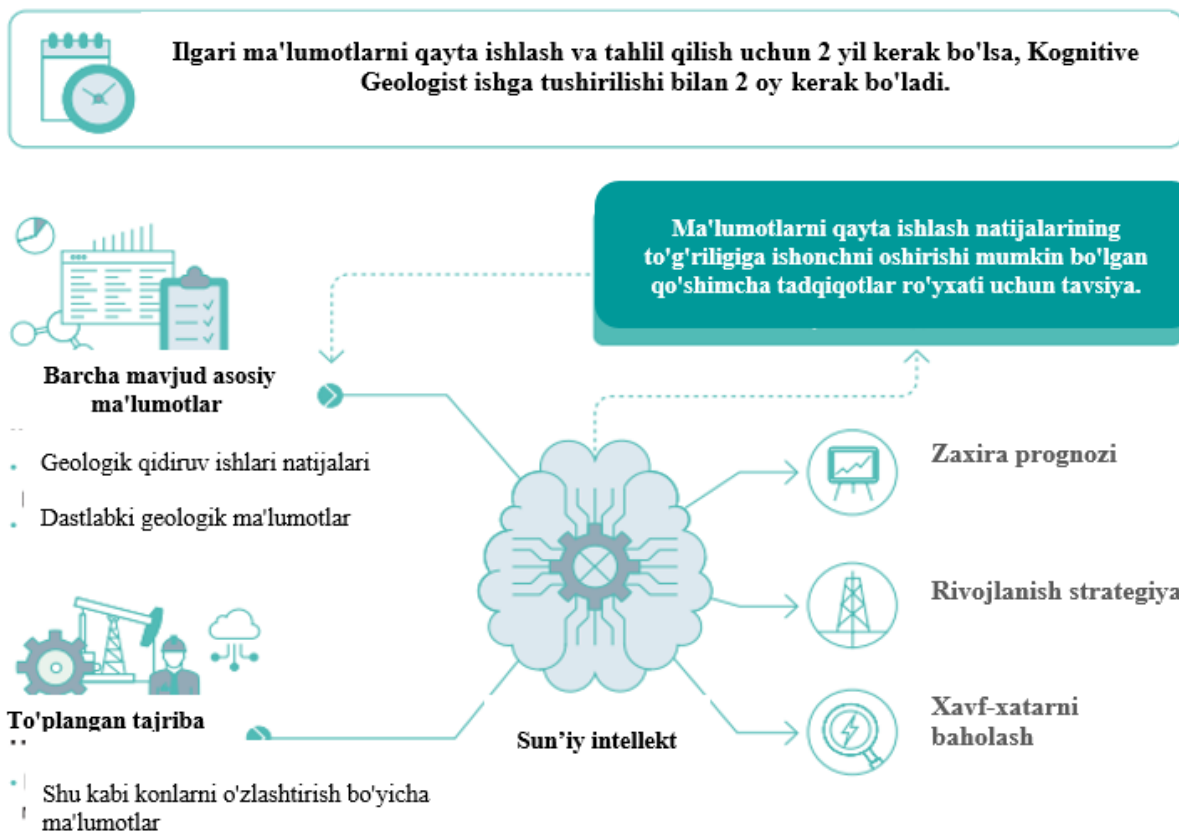 Ilgari ma'lumotlarni qayta ishlash va tahlil qilish uchun 2 yil kerak bo'lsa, Kognitive
Geologist ishga tushirilishi bilan 2 oy kerak bo'ladi.
Ma'lumotlarni qayta ishlash natijalarining
to'g'riligiga ishonchni oshirishi mumkin bo'lgan
qo'shimcha tadqiqotlar ro'yxati uchun tavsiya.
Barcha mavjud asosiy
ma'lumotlar
Geologik qidiruv ishlari natijalari
Dastlabki geologik ma'lumotlar
To'plangan tajriba
Shu kabi konlarni o'zlashtirish bo'yicha
ma'lumotlar
Sun’iy intellekt
Zaxira prognozi
Rivojlanish strategiya
Xavf-xatarni
baholash